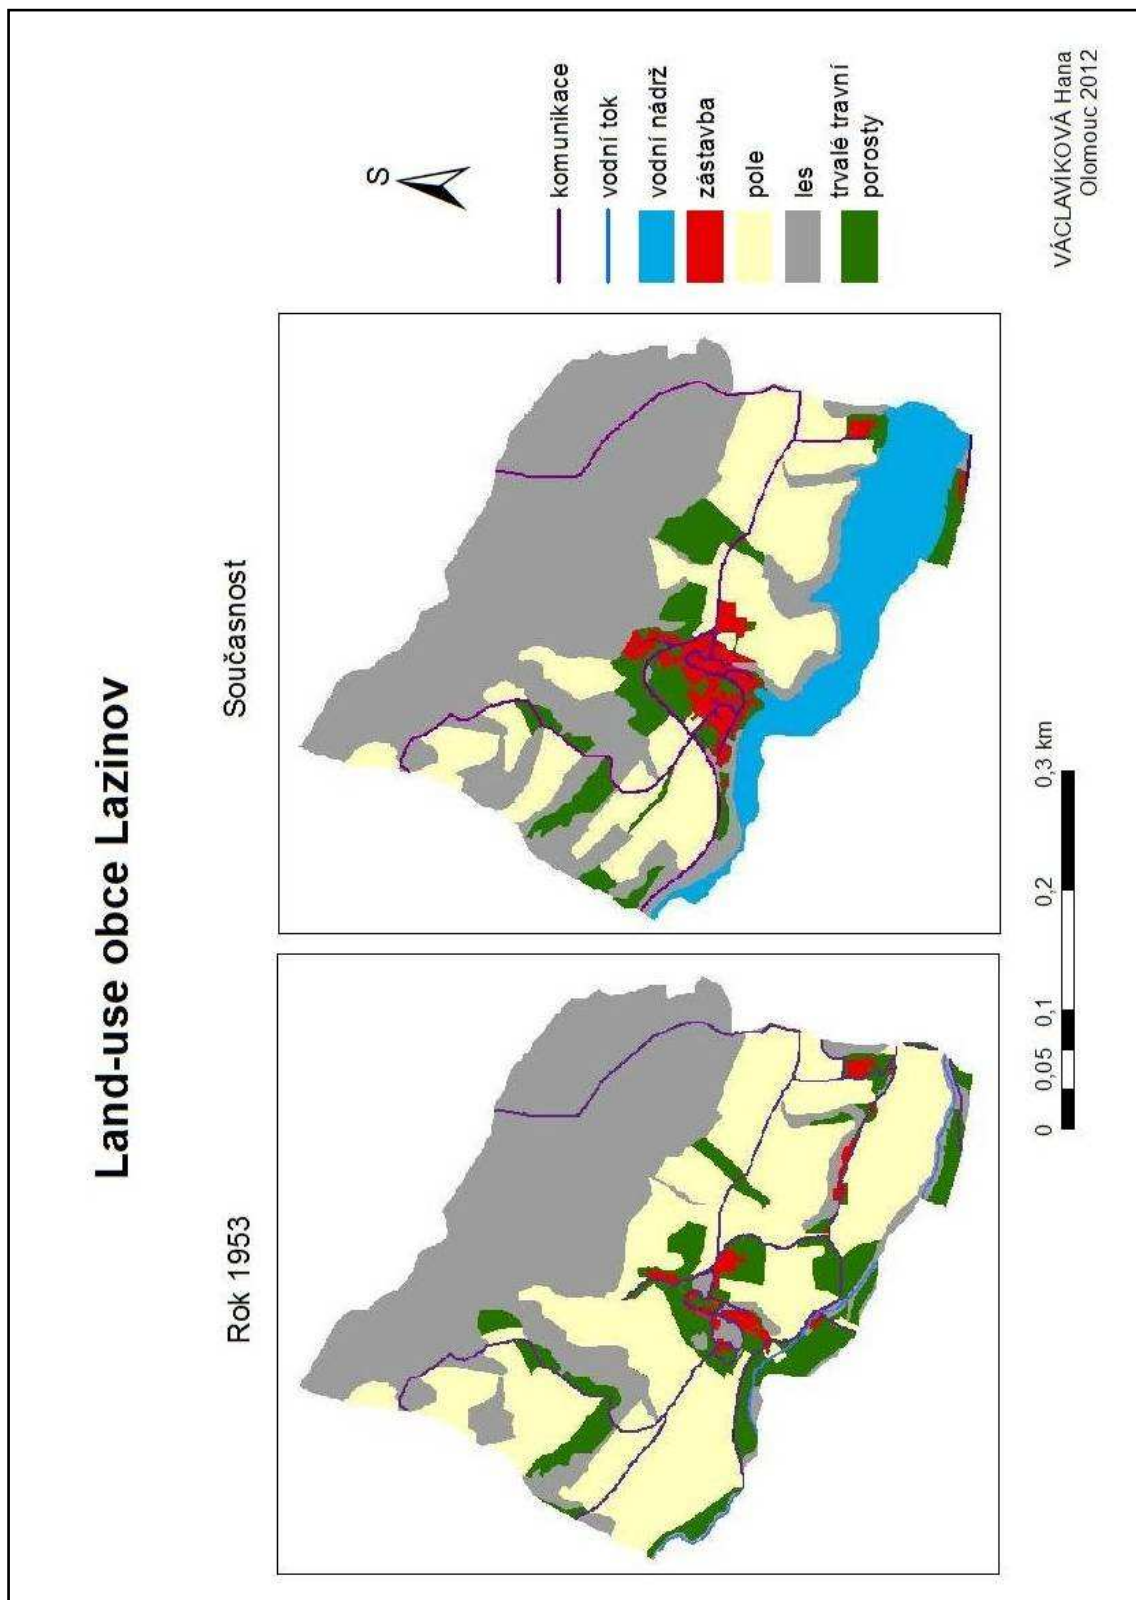 Land-use obce Lazinov
Rok 1953
Současnost
S
komunikace
vodní tok
vodní nádrž
zástavba
pole
les
trvalé travní
porosty
0 0,05 0,1 0,2 0,3 km
VÁCLAVÍKOVÁ Hana
Olomouc 2012